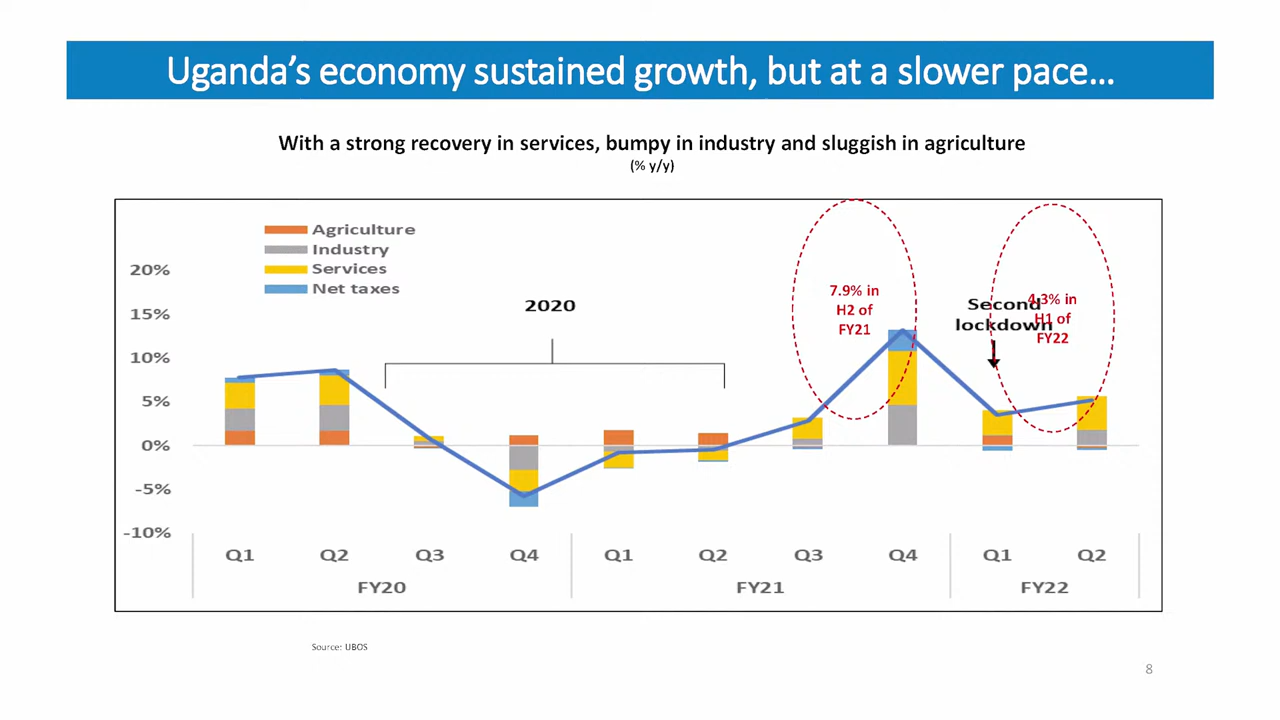 Uganda's economy sustained growth, but at a slower pace…
With a strong recovery in services, bumpy in industry and sluggish in agriculture
(% y/y)
Agriculture
Industry
Services
Net taxes
20%
15%
10%
5%
0%
-5%
-10%
2020
7.9% in
H2 of
FY21
Second
lockdown
4.3% in
H1 of
FY22
Q1 Q2 Q3 Q4 Q1 Q2 Q3 Q4 Q1 Q2
FY20 FY21 FY22
Source: UBOS
8